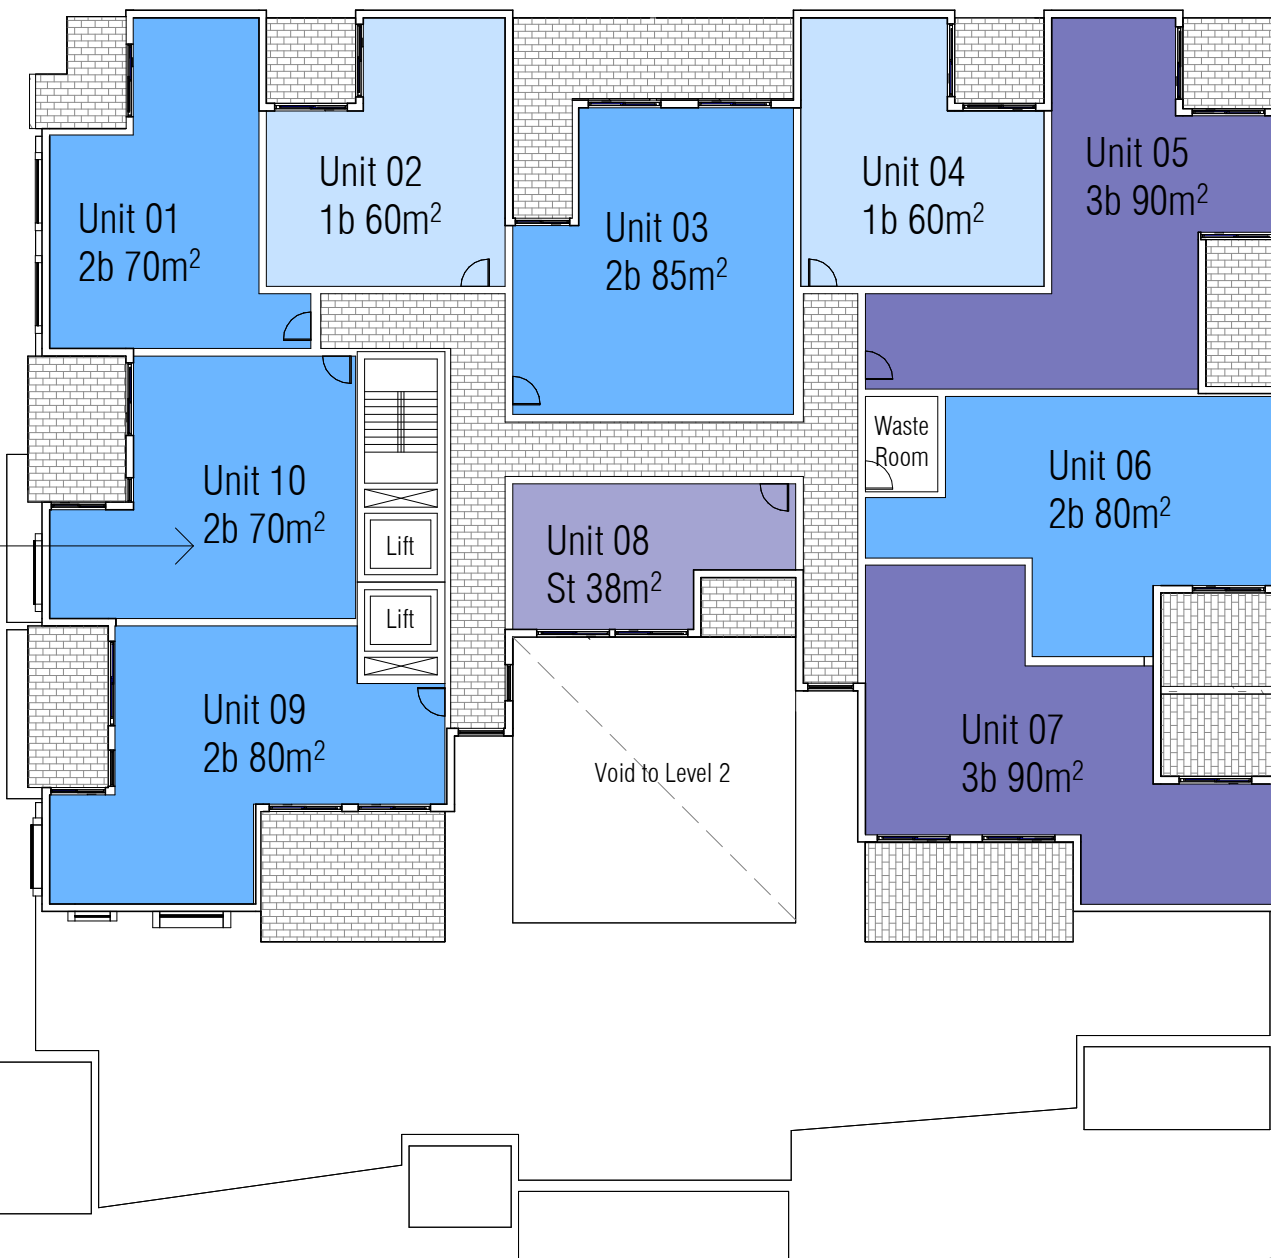 Unit 01
2b 70m²
Unit 02
1b 60m²
Unit 03
2b 85m²
Unit 04
1b 60m²
Unit 05
3b 90m²
Waste
Room
Unit 06
2b 80m²
Unit 10
2b 70m²
Lift
Unit 08
St 38m²
Lift
Unit 09
2b 80m²
Void to Level 2
Unit 07
3b 90m²